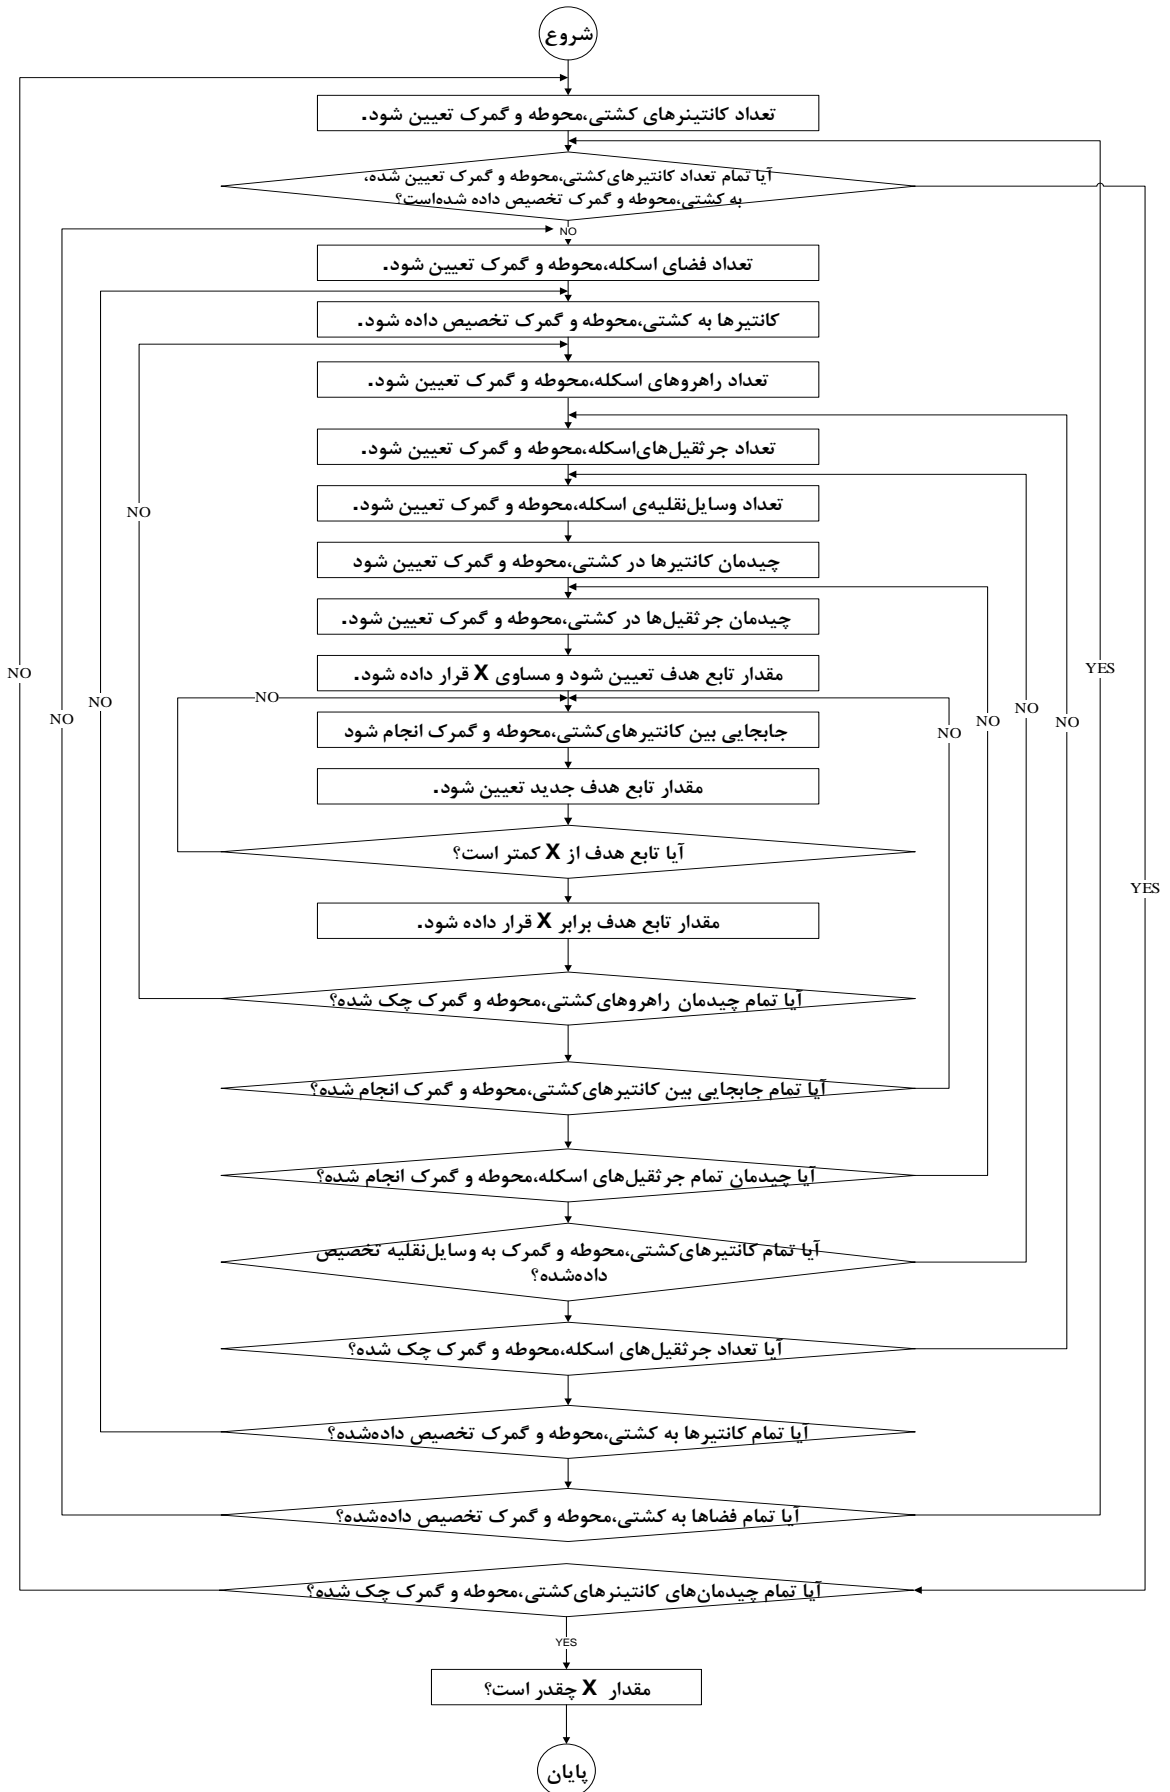 شروع
تعداد کانتینرهای کشتی،محوطه و گمرک تعیین شود.
آیا تمام تعداد کانتیرهای‌کشتی،محوطه و گمرک تعیین شده،
به کشتی،محوطه و گمرک تخصیص داده شده‌است؟
NO
تعداد فضای اسکله،محوطه و گمرک تعیین شود.
کانتیرها به کشتی،محوطه و گمرک تخصیص داده شود.
تعداد راهروهای اسکله،محوطه و گمرک تعیین شود.
تعداد جرثقیل‌های‌اسکله،محوطه و گمرک تعیین شود.
تعداد وسایل‌نقلیه‌ی اسکله،محوطه و گمرک تعیین شود.
NO
چیدمان کانتیرها در کشتی،محوطه و گمرک تعیین شود
چیدمان جرثقیل‌ها در کشتی،محوطه و گمرک تعیین شود.
مقدار تابع هدف تعیین شود و مساوی X قرار داده شود.
YES
NO
NO
NO
NO
NO
NO
NO
NO
جابجایی بین کانتیرهای‌کشتی،محوطه و گمرک انجام شود
NO
مقدار تابع هدف جدید تعیین شود.
آیا تابع هدف از X کمتر است؟
YES
مقدار تابع هدف برابر X قرار داده شود.
آیا تمام چیدمان راهروهای‌کشتی،محوطه و گمرک چک شده؟
آیا تمام جابجایی بین کانتیرهای‌کشتی،محوطه و گمرک انجام شده؟
آیا چیدمان تمام جرثقیل‌های اسکله،محوطه و گمرک انجام شده؟
آیا تمام کانتیرهای‌کشتی،محوطه و گمرک به وسایل‌نقلیه تخصیص
داده‌شده؟
آیا تعداد جرثقیل‌های اسکله،محوطه و گمرک چک شده؟
آیا تمام کانتیرها به کشتی،محوطه و گمرک تخصیص داده‌شده؟
آیا تمام فضاها به کشتی،محوطه و گمرک تخصیص داده‌شده؟
آیا تمام چیدمان‌های کانتینرهای‌کشتی،محوطه و گمرک چک شده؟
YES
مقدار X چقدر است؟
پایان